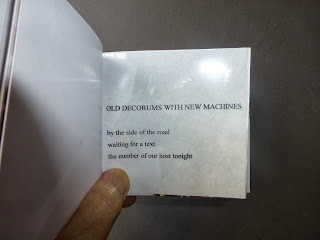 OLD DECORUMS WITH NEW MACHINES
by the side of the road
waiting for a text
the number of our host tonight